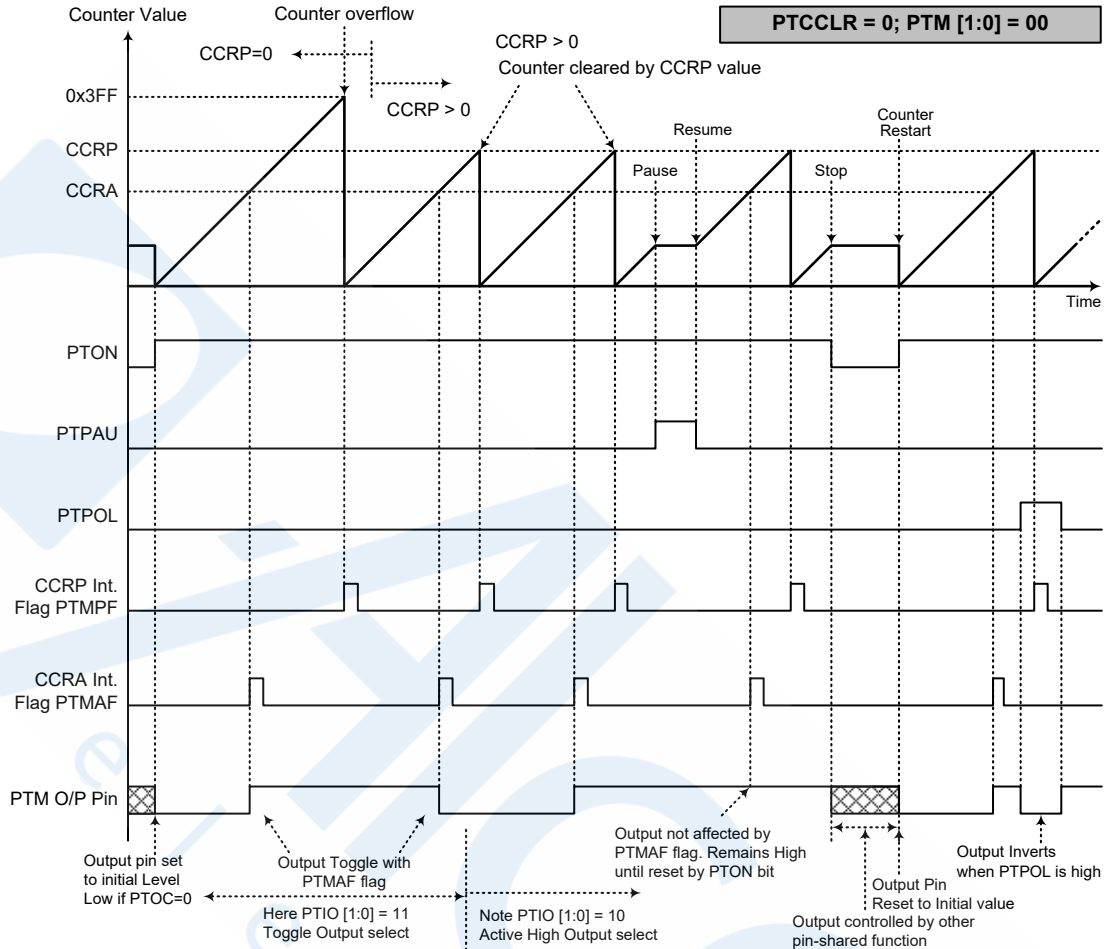 Counter Value
Counter overflow
PTCCLR = 0; PTM [1:0] = 00
CCRP=0
CCRP > 0
CCRP > 0
Counter cleared by CCRP value
0x3FF
CCRP
CCRA
Pause
Resume
Stop
Counter
Restart
Time
PTON
PTPAU
PTPOL
CCRP Int.
Flag PTMPF
CCRA Int.
Flag PTMAF
PTM O/P Pin
Output pin set
to initial Level
Low if PTOC=0
Output Toggle with
PTMAF flag
Here PTIO [1:0] = 11
Toggle Output select
Note PTIO [1:0] = 10
Active High Output select
Output not affected by
PTMAF flag. Remains High
until reset by PTON bit
Output Pin
Reset to Initial value
Output controlled by other
pin-shared function
Output Inverts
when PTPOL is high